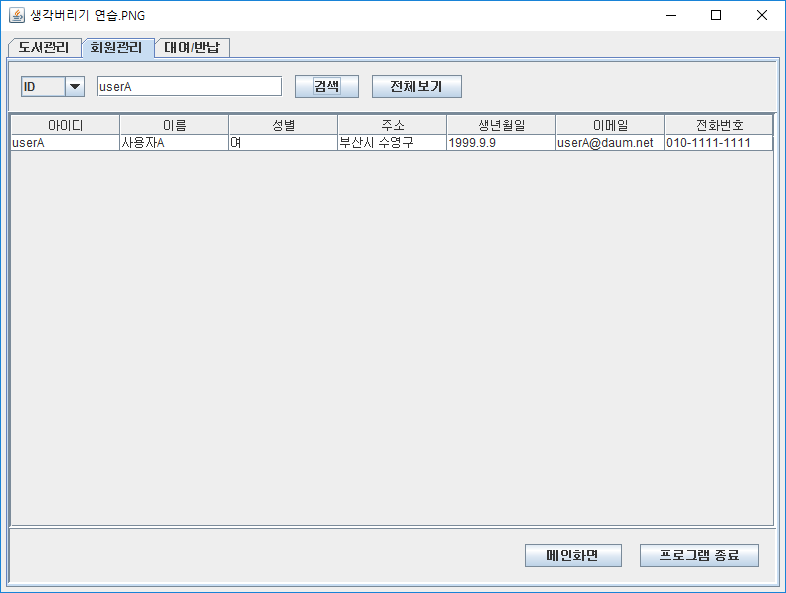 생각버리기 연습.PNG
도서관리 회원관리 대여/반납
ID userA 검색 전체보기
아이디 이름 성별 주소 생년월일 이메일 전화번호
userA 사용자A 여 부산시 수영구 1999.9.9 userA@daum.net 010-1111-1111
메인화면 프로그램 종료